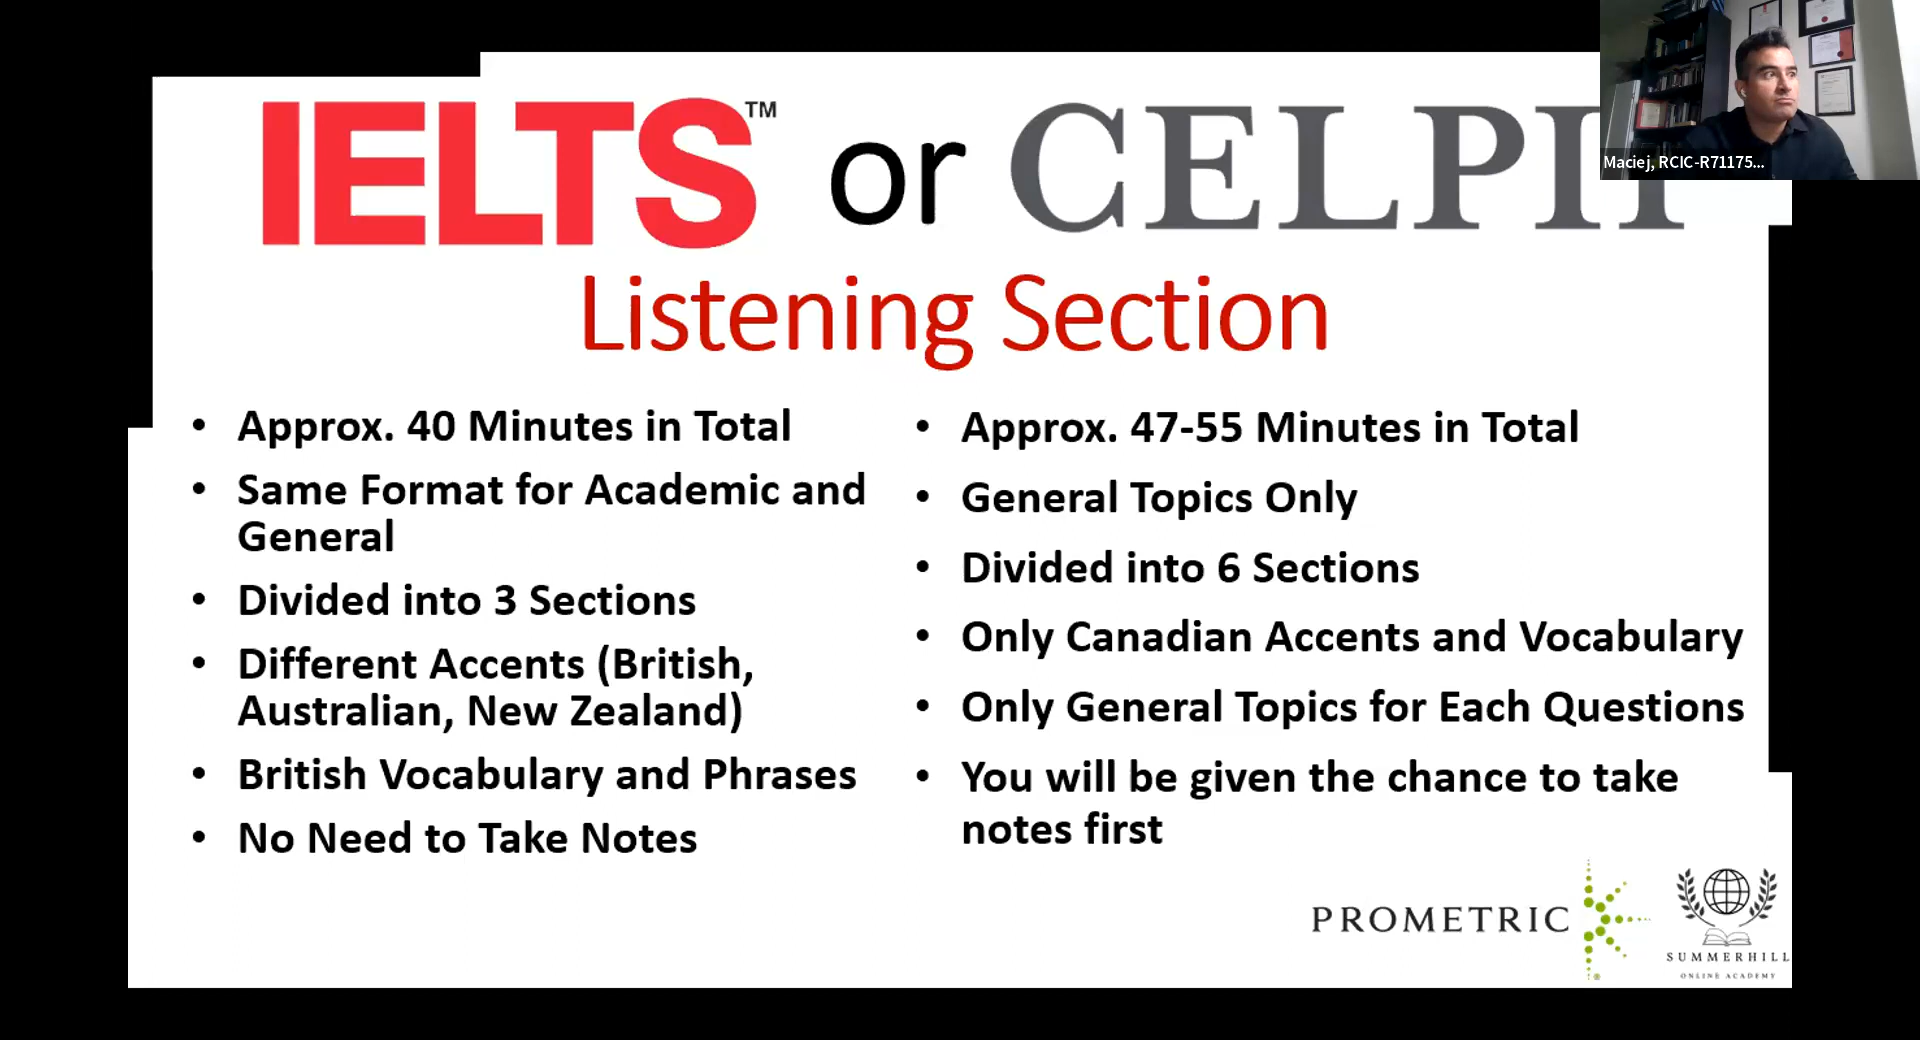 IELTS™ or CELPIP
Listening Section
• Approx. 40 Minutes in Total
• Same Format for Academic and
General
• Divided into 3 Sections
• Different Accents (British,
Australian, New Zealand)
• British Vocabulary and Phrases
• No Need to Take Notes
• Approx. 47-55 Minutes in Total
• General Topics Only
• Divided into 6 Sections
• Only Canadian Accents and Vocabulary
• Only General Topics for Each Questions
• You will be given the chance to take
notes first
PROMETRIC
SUMMERHILL
ONLINE ACADEMY
Maciej, RCIC-R71175...